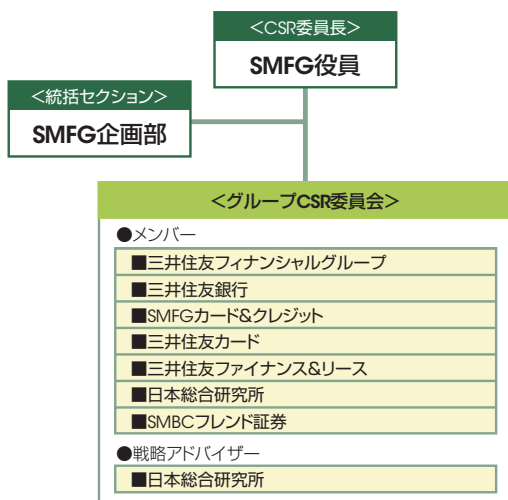 <CSR委員長>
SMFG役員
<統括セクション>
SMFG企画部
<グループCSR委員会>
●メンバー
■三井住友フィナンシャルグループ
■三井住友銀行
■SMFGカード&クレジット
■三井住友カード
■三井住友ファイナンス&リース
■日本総合研究所
■SMBCフレンド証券
●戦略アドバイザー
■日本総合研究所